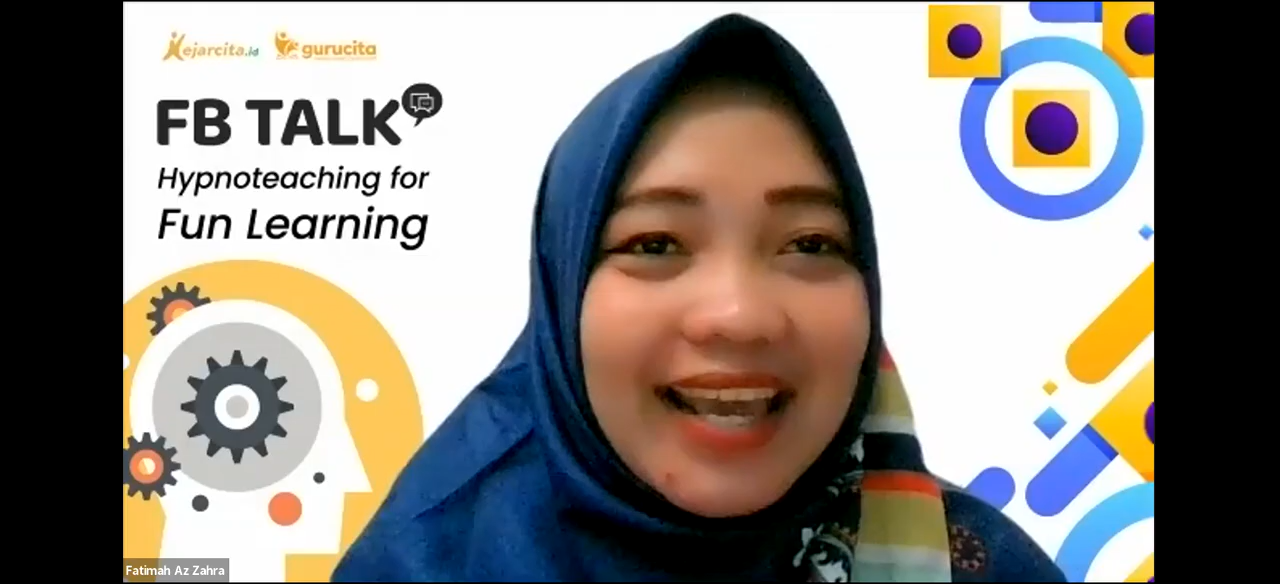 kejarcita.id
gurucita
FB TALK
Hypnoteaching for
Fun Learning
Fatimah Az Zahra